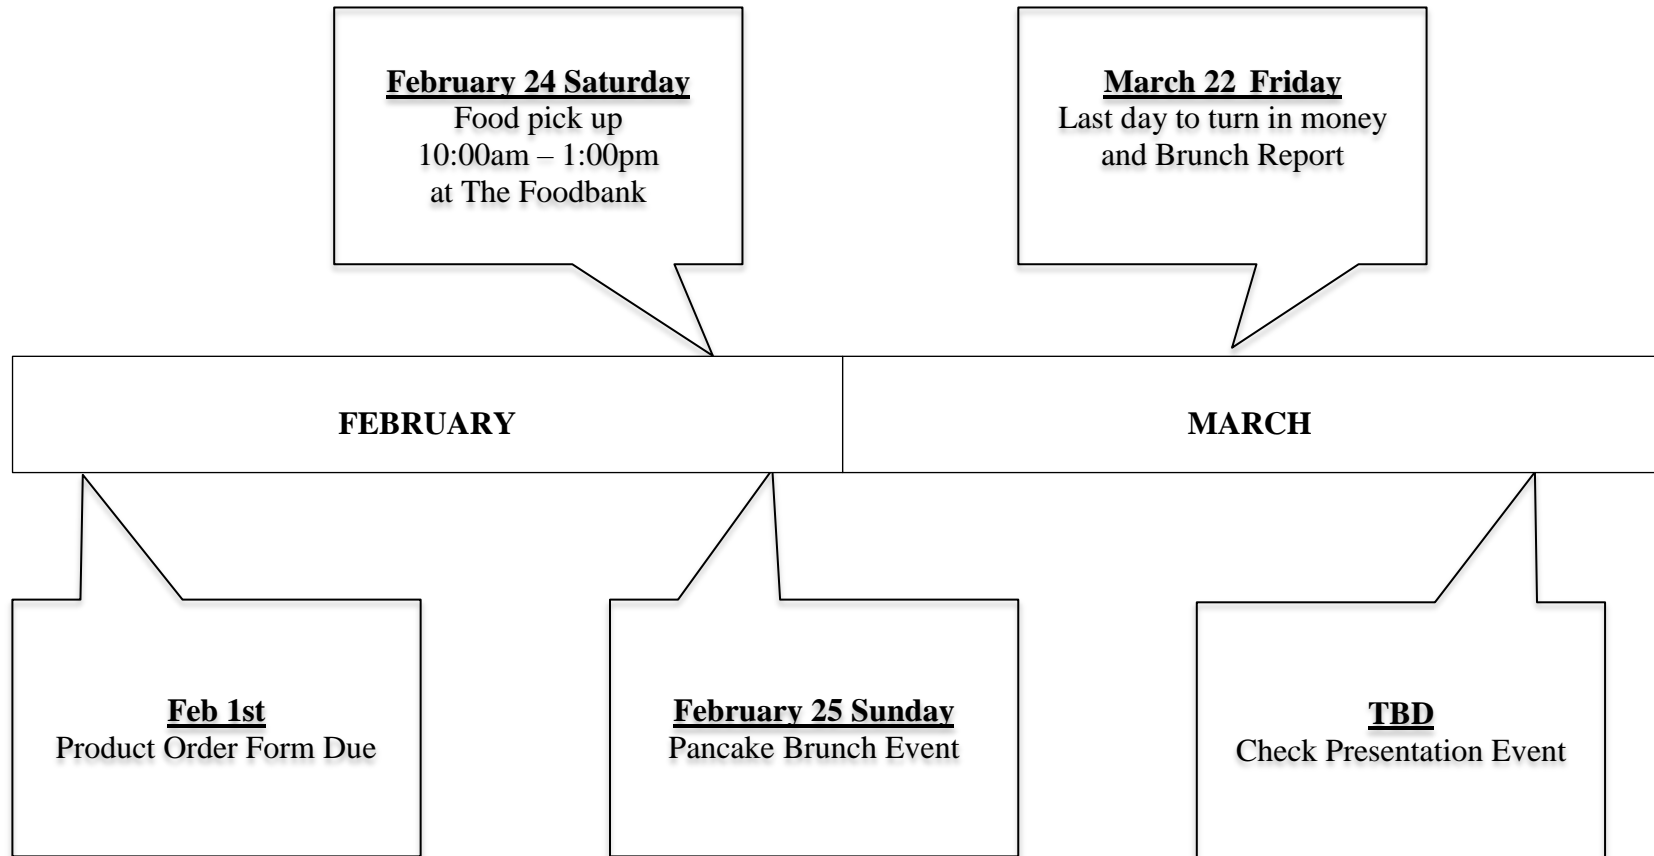 February 24 Saturday
Food pick up
10:00am – 1:00pm
at The Foodbank
March 22  Friday
Last day to turn in money
and Brunch Report
FEBRUARY
MARCH
Feb 1st
Product Order Form Due
February 25 Sunday
Pancake Brunch Event
TBD
Check Presentation Event